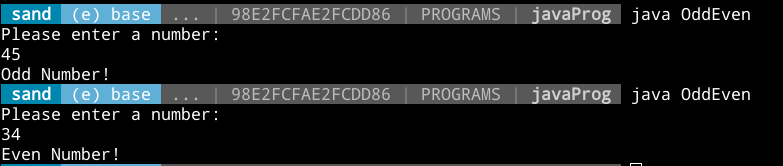 sand (e) base ... | 98E2FCFAE2FCDD86 | PROGRAMS | javaProg java OddEven
Please enter a number:
45
Odd Number!
sand (e) base ... | 98E2FCFAE2FCDD86 | PROGRAMS | javaProg java OddEven
Please enter a number:
34
Even Number!